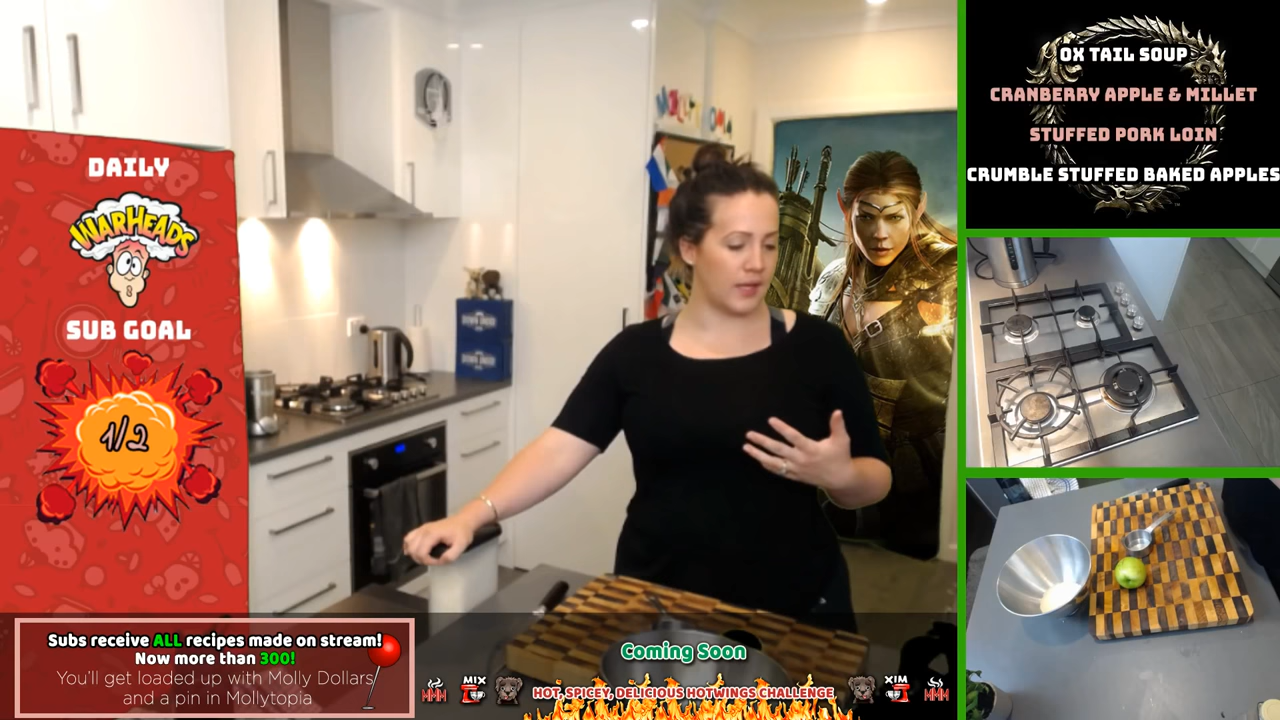 DAILY
WARHEADS
SUB GOAL
1/2
Subs receive ALL recipes made on stream!
Now more than 300!
You'll get loaded up with Molly Dollars
and a pin in Mollytopia
Coming Soon
MIX
HOT, SPICEY, DELICIOUS HOTWINGS CHALLENGE
XIM
OX TAIL SOUP
CRANBERRY APPLE & MILLET
STUFFED PORK LOIN
CRUMBLE STUFFED BAKED APPLES